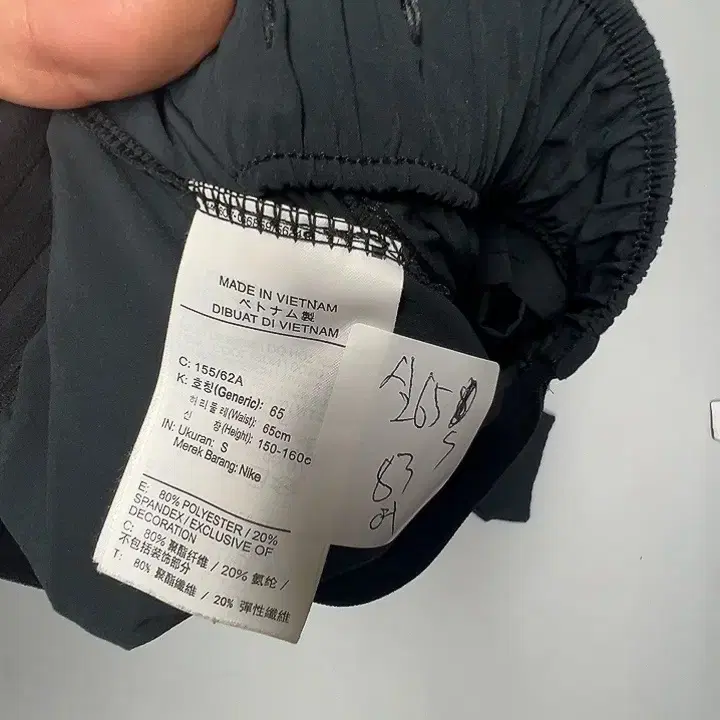 MADE IN VIETNAM
ベトナム製
DIBUAT DI VIETNAM
C: 155/62A
K: 호칭(Generic): 65
허리둘레(Waist): 65cm
신 장(Height): 150-160c
IN: Ukuran: S
Merek Barang: Nike
E: 80% POLYESTER / 20%
SPANDEX / EXCLUSIVE OF
DECORATION
C: 80% 聚酯纤维 / 20% 氨纶 /
不包括装饰部分
T: 80% 聚酯纖維 / 20% 彈性纖維
265
S
83